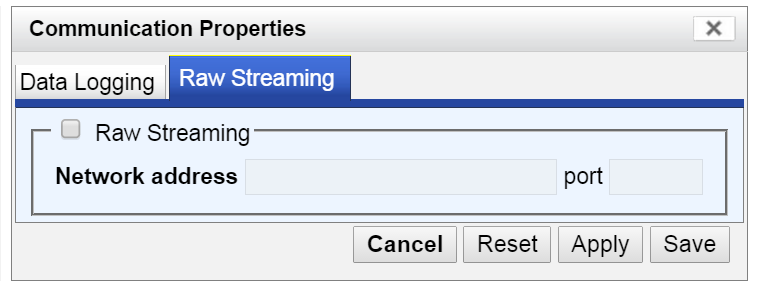 Communication Properties
Data Logging Raw Streaming
Raw Streaming
Network address port
Cancel Reset Apply Save